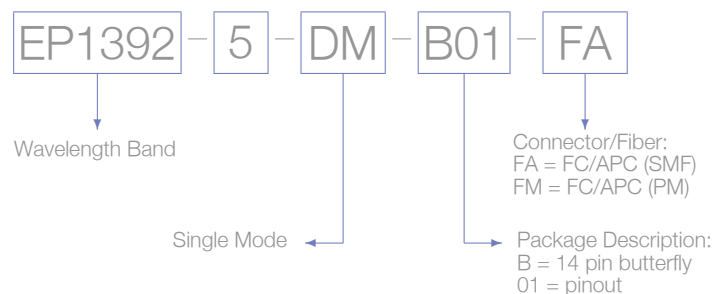 EP1392 - 5 - DM - B01 - FA
Wavelength Band
Connector/Fiber:
FA = FC/APC (SMF)
FM = FC/APC (PM)
Single Mode
Package Description:
B = 14 pin butterfly
01 = pinout